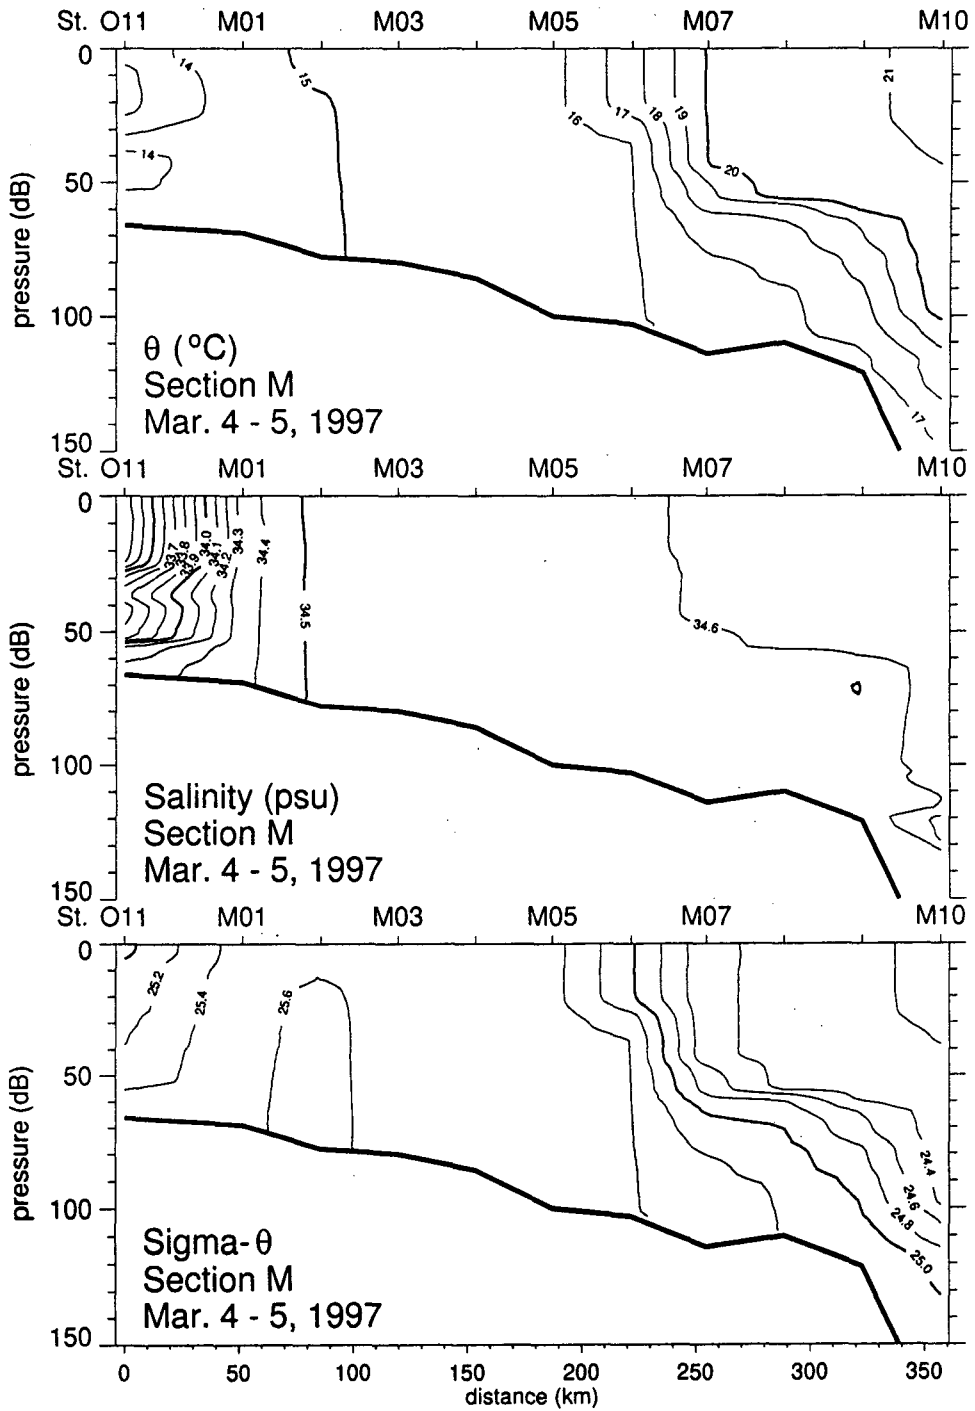 St. O11 M01 M03 M05 M07 M10
0
14
15
16
17
18
19
20
21
14
50
pressure (dB)
100
17
150
θ (°C)
Section M
Mar. 4 - 5, 1997
St. O11 M01 M03 M05 M07 M10
0
33.7
33.8
33.9
34.0
34.1
34.2
34.3
34.4
34.5
34.6
50
pressure (dB)
100
150
Salinity (psu)
Section M
Mar. 4 - 5, 1997
St. O11 M01 M03 M05 M07 M10
0
25.2
25.4
25.6
50
pressure (dB)
24.4
24.6
24.8
25.0
100
150
Sigma-θ
Section M
Mar. 4 - 5, 1997
0 50 100 150 200 250 300 350
distance (km)